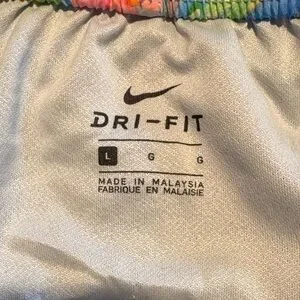 DRI-FIT
L G G
MADE IN MALAYSIA
FABRIQUE EN MALAISIE